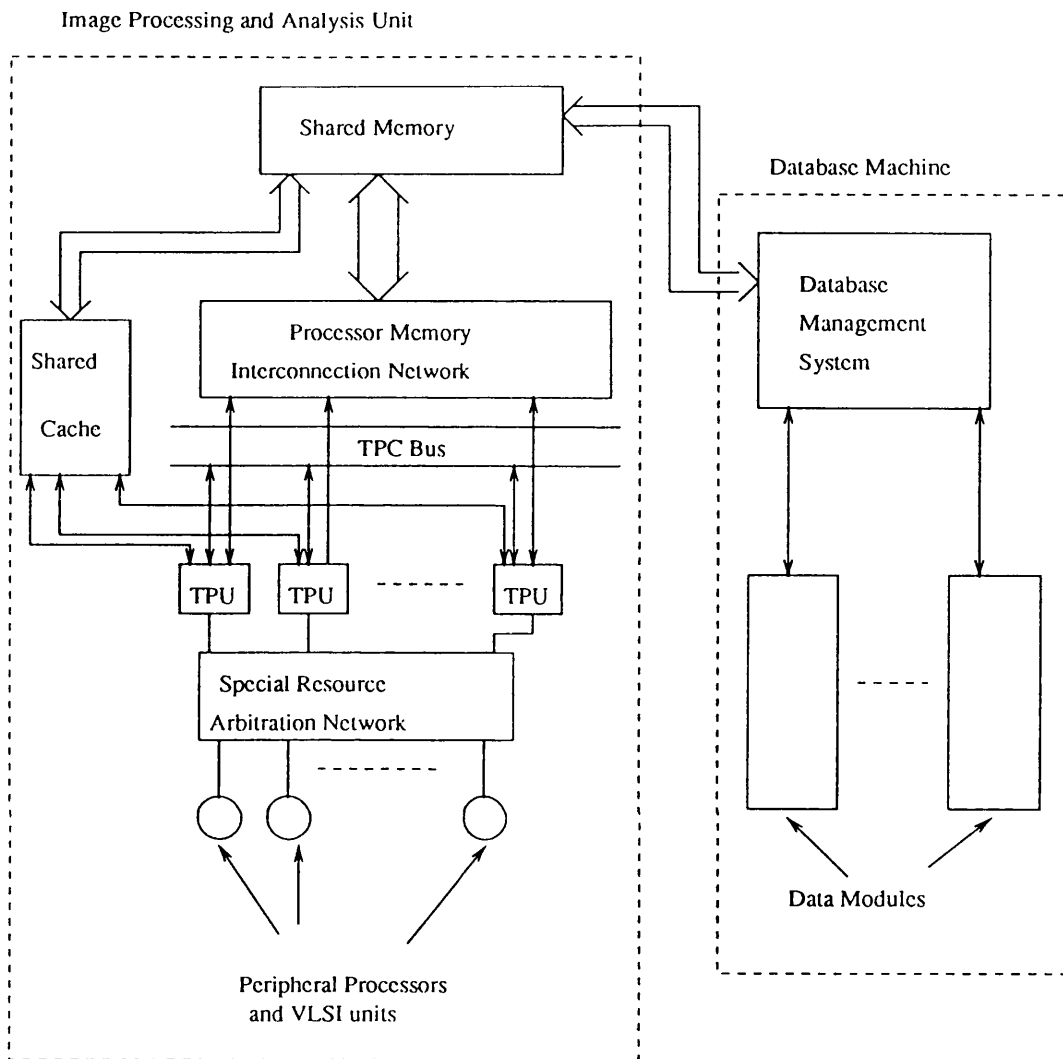 Image Processing and Analysis Unit
Shared Memory
Database Machine
Database
Management
System
Processor Memory
Interconnection Network
Shared
Cache
TPC Bus
TPU
TPU
TPU
Special Resource
Arbitration Network
Data Modules
Peripheral Processors
and VLSI units